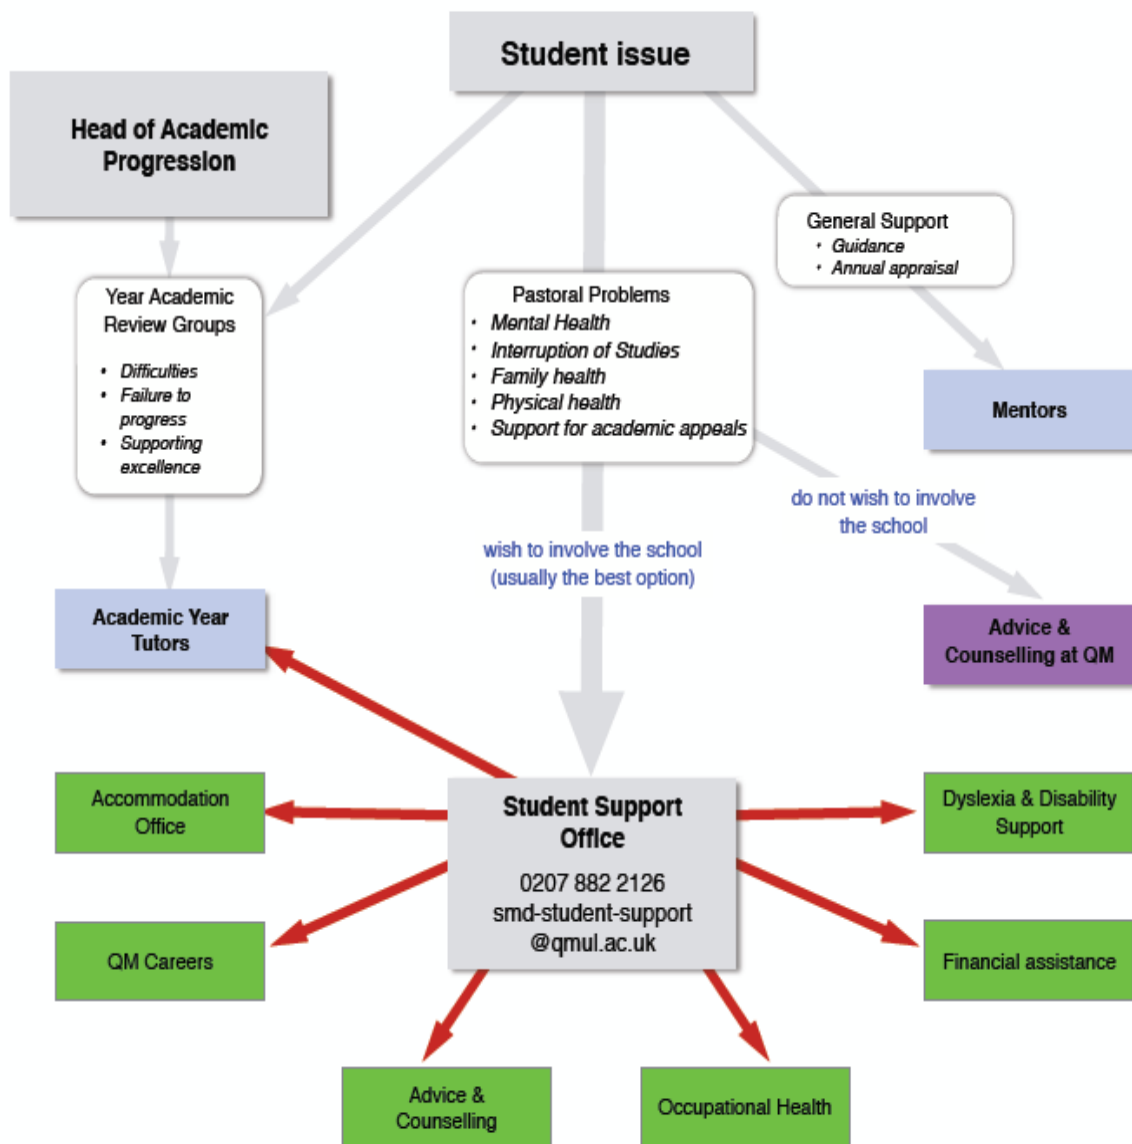 Student issue
Head of Academic
Progression
General Support
• Guidance
• Annual appraisal
Year Academic
Review Groups
• Difficulties
• Failure to
progress
• Supporting
excellence
Pastoral Problems
• Mental Health
• Interruption of Studies
• Family health
• Physical health
• Support for academic appeals
Mentors
do not wish to involve
the school
wish to involve the school
(usually the best option)
Academic Year
Tutors
Advice &
Counselling at QM
Accommodation
Office
Student Support
Office
0207 882 2126
smd-student-support
@qmul.ac.uk
Dyslexia & Disability
Support
QM Careers
Financial assistance
Advice &
Counselling
Occupational Health